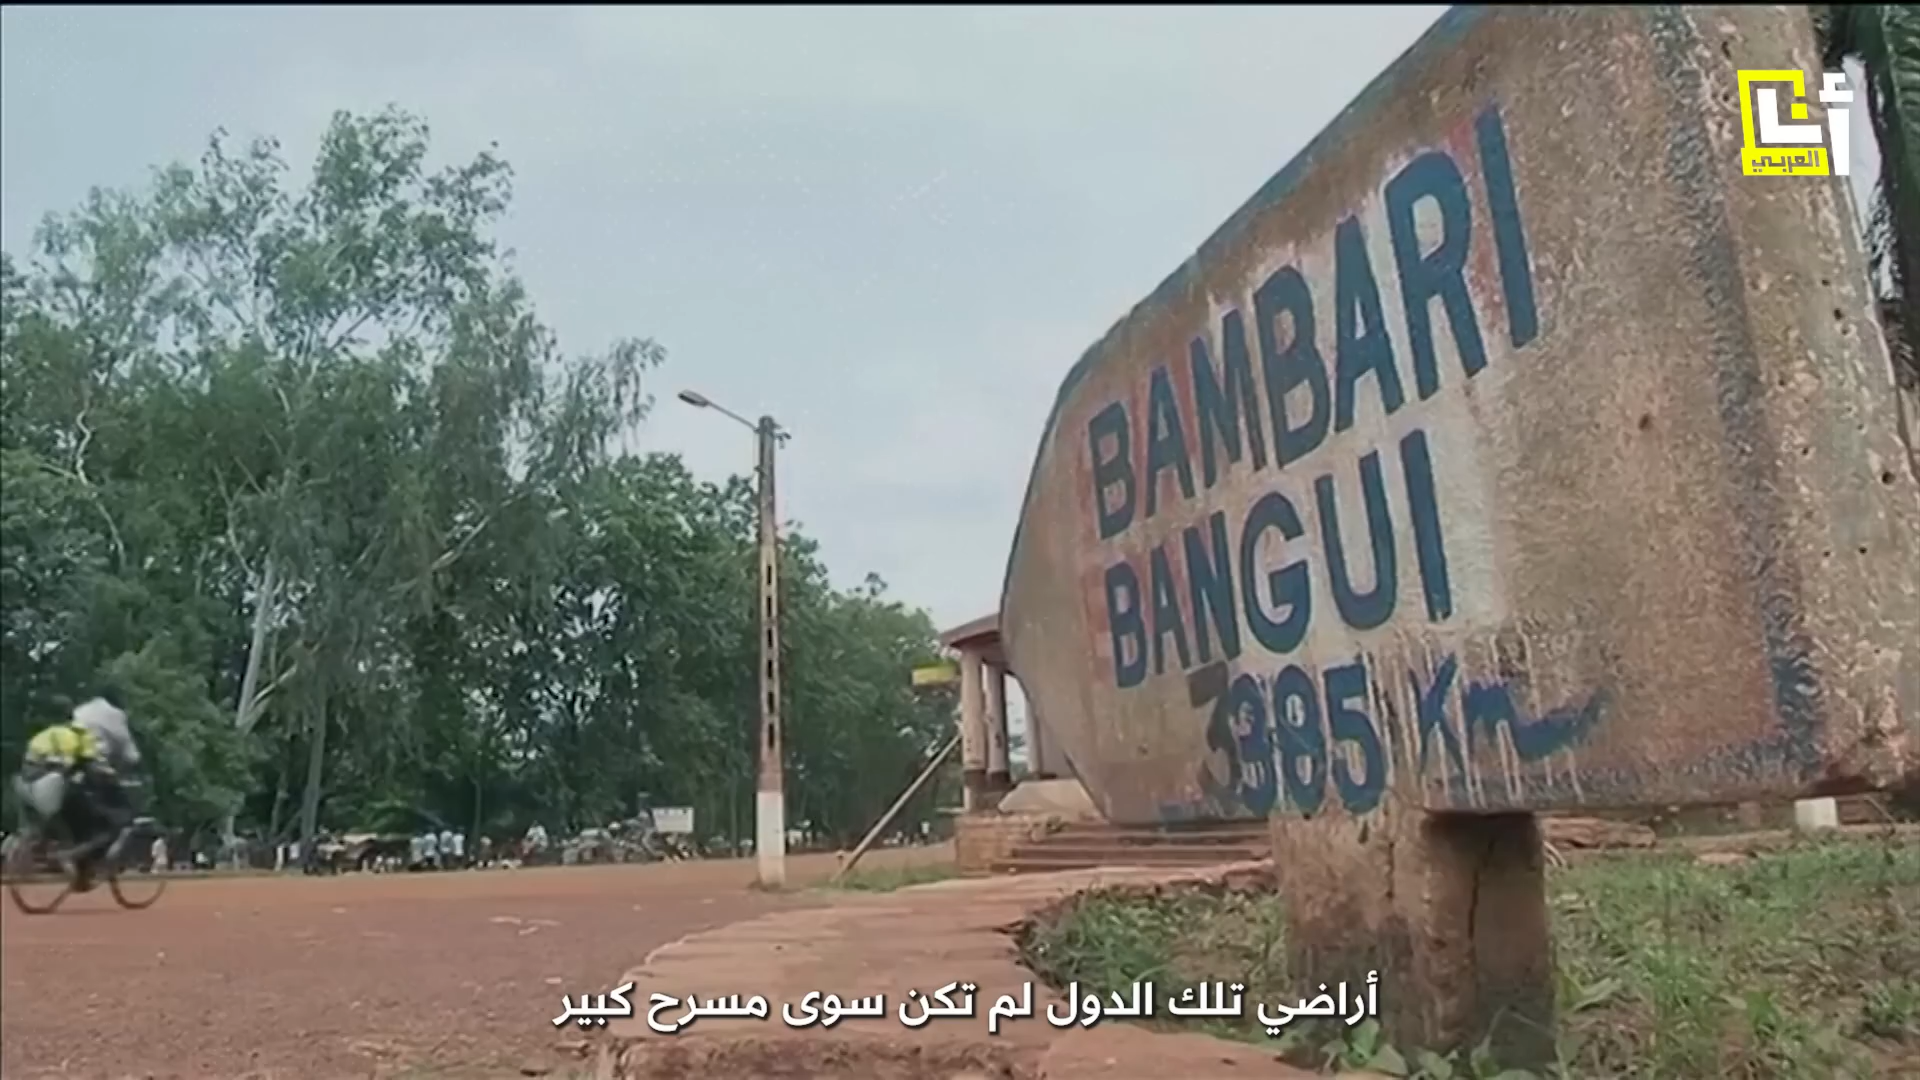 أنا
العربي
BAMBARI
BANGUI
385 Km
أراضي تلك الدول لم تكن سوى مسرح كبير